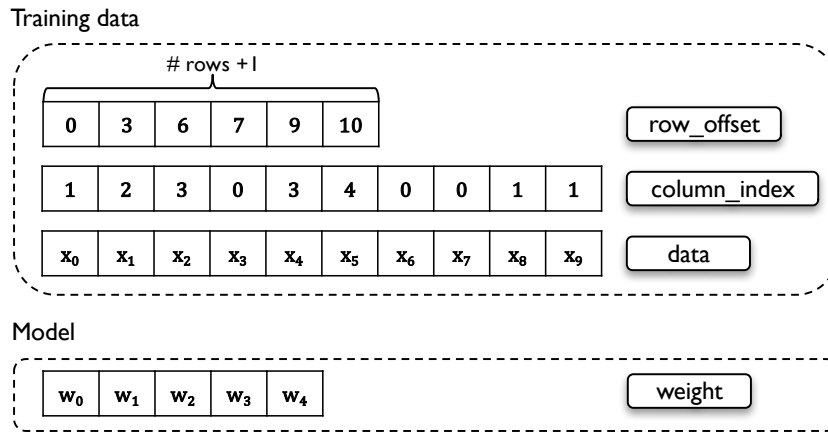 Training data
# rows +1
0 3 6 7 9 10 row_offset
1 2 3 0 3 4 0 0 1 1 column_index
x₀ x₁ x₂ x₃ x₄ x₅ x₆ x₇ x₈ x₉ data
Model
w₀ w₁ w₂ w₃ w₄ weight